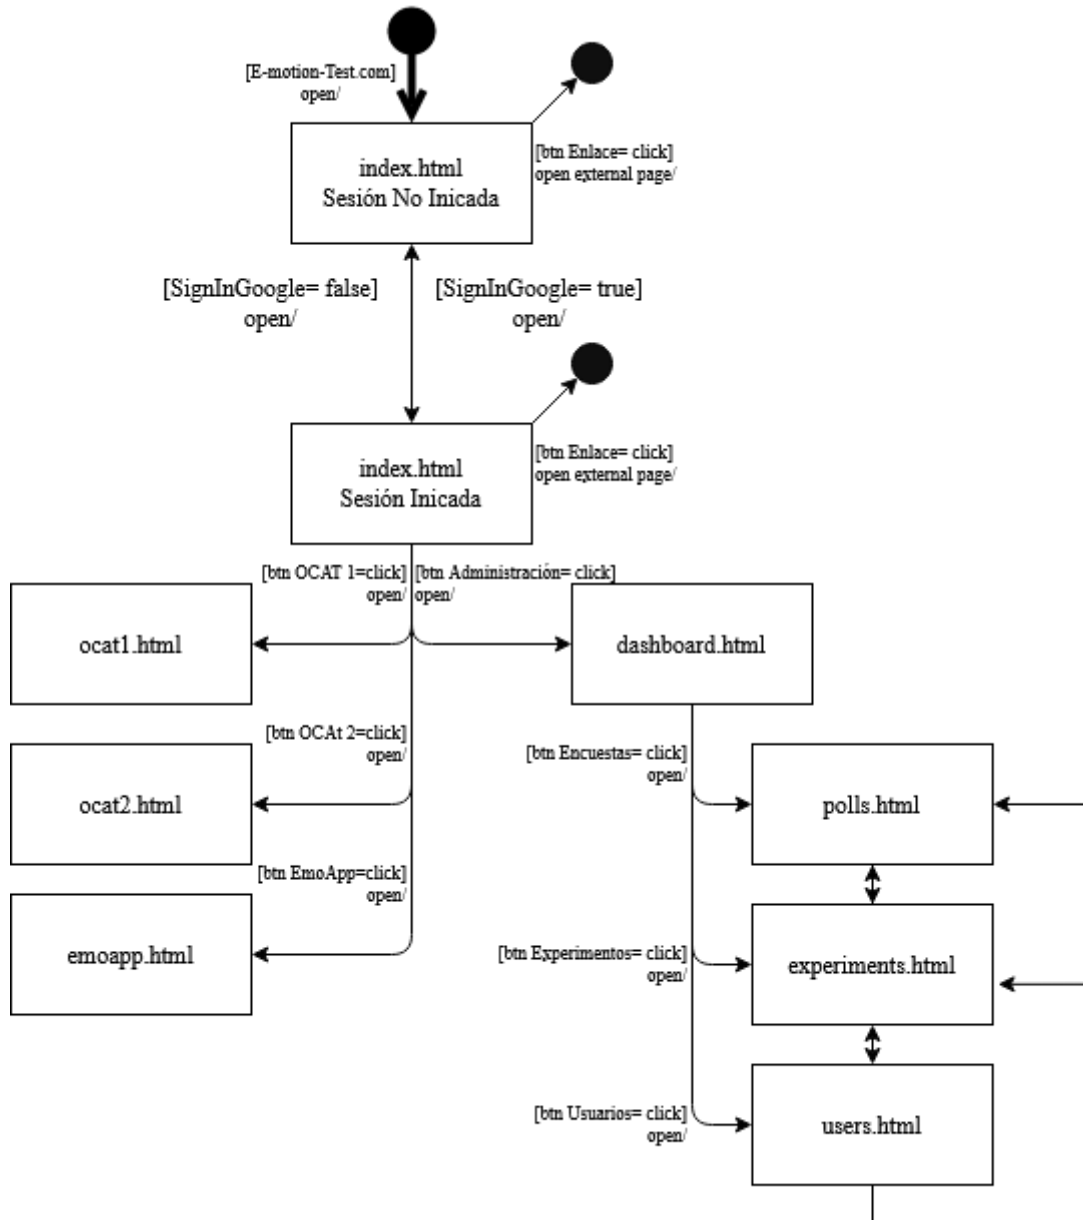 [E-motion-Test.com]
open/
index.html
Sesión No Inicada
[btn Enlace= click]
open external page/
[SignInGoogle= false]
open/
[SignInGoogle= true]
open/
index.html
Sesión Inicada
[btn Enlace= click]
open external page/
[btn OCAT 1=click]
open/
[btn Administración= click]
open/
ocat1.html
dashboard.html
[btn OCAt 2=click]
open/
[btn Encuestas= click]
open/
ocat2.html
polls.html
[btn EmoApp=click]
open/
emoapp.html
[btn Experimentos= click]
open/
experiments.html
[btn Usuarios= click]
open/
users.html